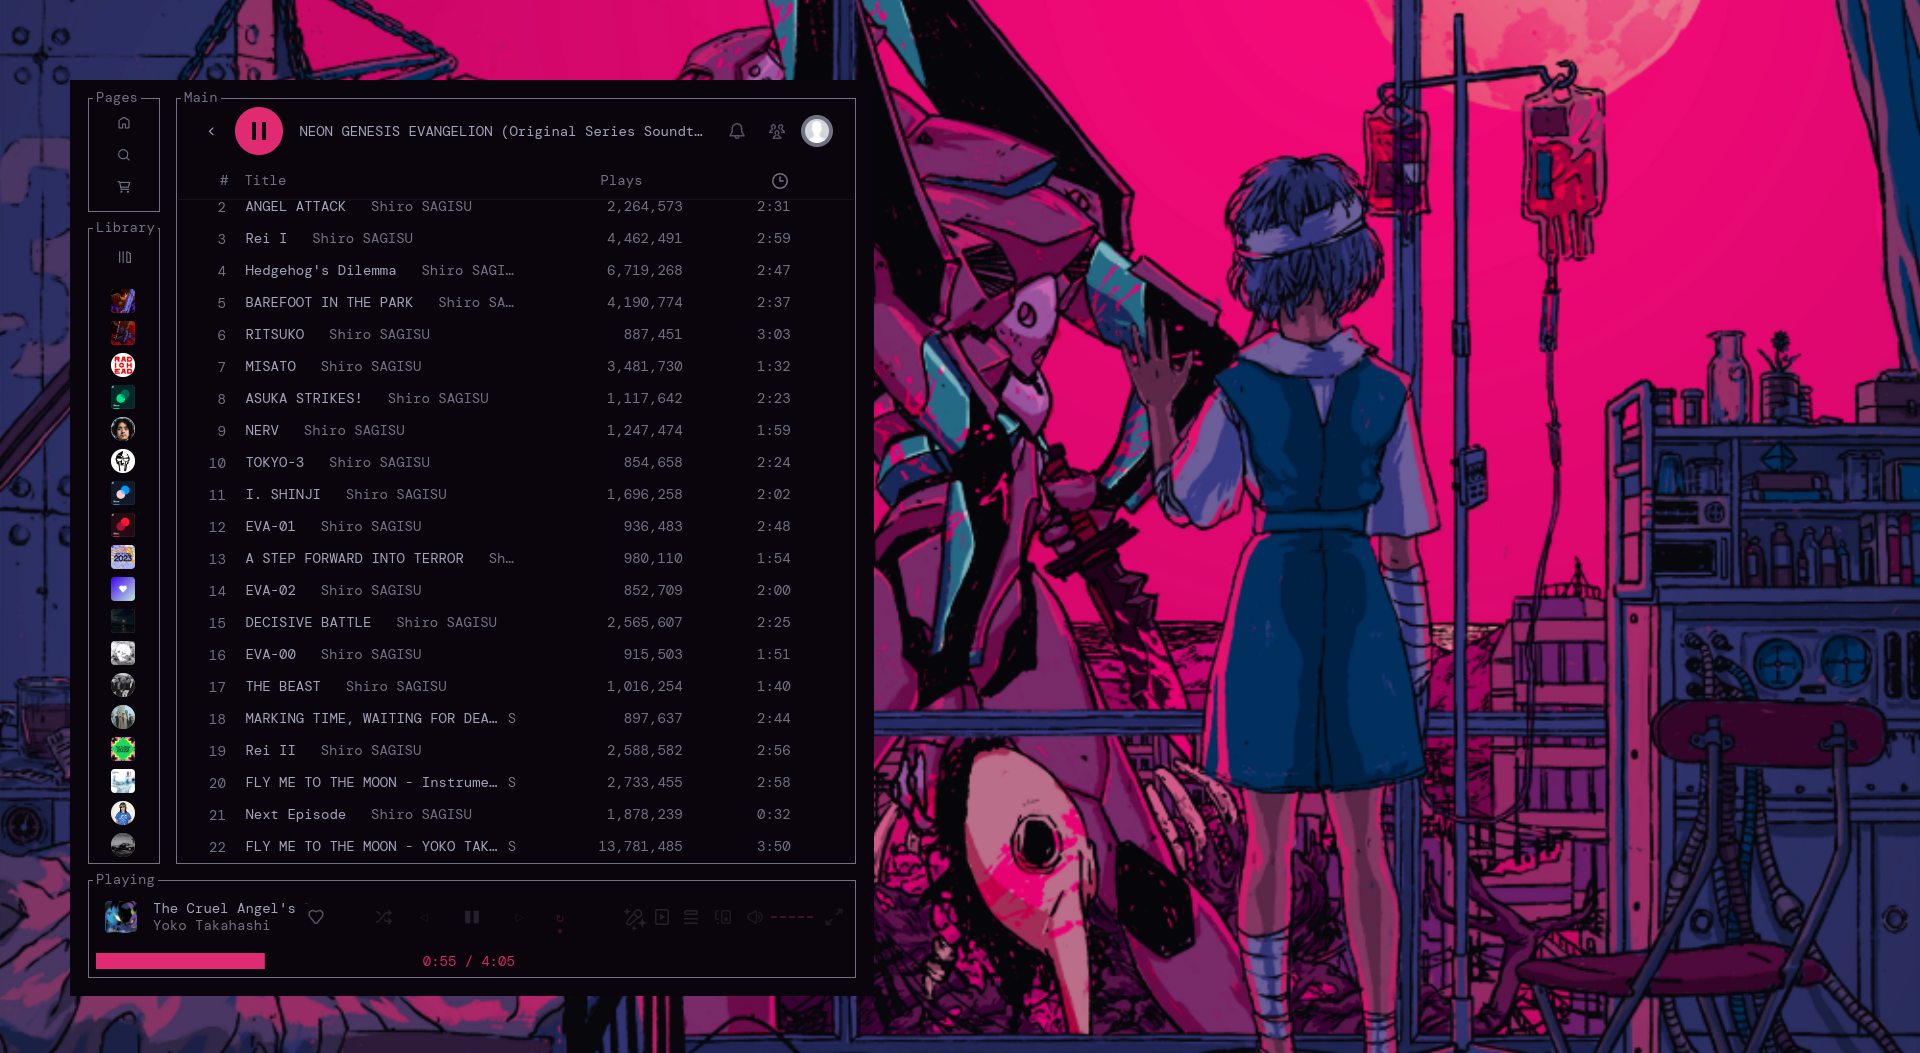 Pages
Main
NEON GENESIS EVANGELION (Original Series Soundt…
# Title Plays
2 ANGEL ATTACK Shiro SAGISU 2,264,573 2:31
Library
3 Rei I Shiro SAGISU 4,462,491 2:59
4 Hedgehog's Dilemma Shiro SAGI… 6,719,268 2:47
5 BAREFOOT IN THE PARK Shiro SA… 4,190,774 2:37
6 RITSUKO Shiro SAGISU 887,451 3:03
7 MISATO Shiro SAGISU 3,481,730 1:32
RAD
IOH
EAD
8 ASUKA STRIKES! Shiro SAGISU 1,117,642 2:23
9 NERV Shiro SAGISU 1,247,474 1:59
10 TOKYO-3 Shiro SAGISU 854,658 2:24
11 I. SHINJI Shiro SAGISU 1,696,258 2:02
12 EVA-01 Shiro SAGISU 936,483 2:48
13 A STEP FORWARD INTO TERROR Sh… 980,110 1:54
2023
14 EVA-02 Shiro SAGISU 852,709 2:00
15 DECISIVE BATTLE Shiro SAGISU 2,565,607 2:25
16 EVA-00 Shiro SAGISU 915,503 1:51
17 THE BEAST Shiro SAGISU 1,016,254 1:40
18 MARKING TIME, WAITING FOR DEA… S 897,637 2:44
19 Rei II Shiro SAGISU 2,588,582 2:56
20 FLY ME TO THE MOON - Instrume… S 2,733,455 2:58
21 Next Episode Shiro SAGISU 1,878,239 0:32
22 FLY ME TO THE MOON - YOKO TAK… S 13,781,485 3:50
Playing
The Cruel Angel's
Yoko Takahashi
0:55 / 4:05